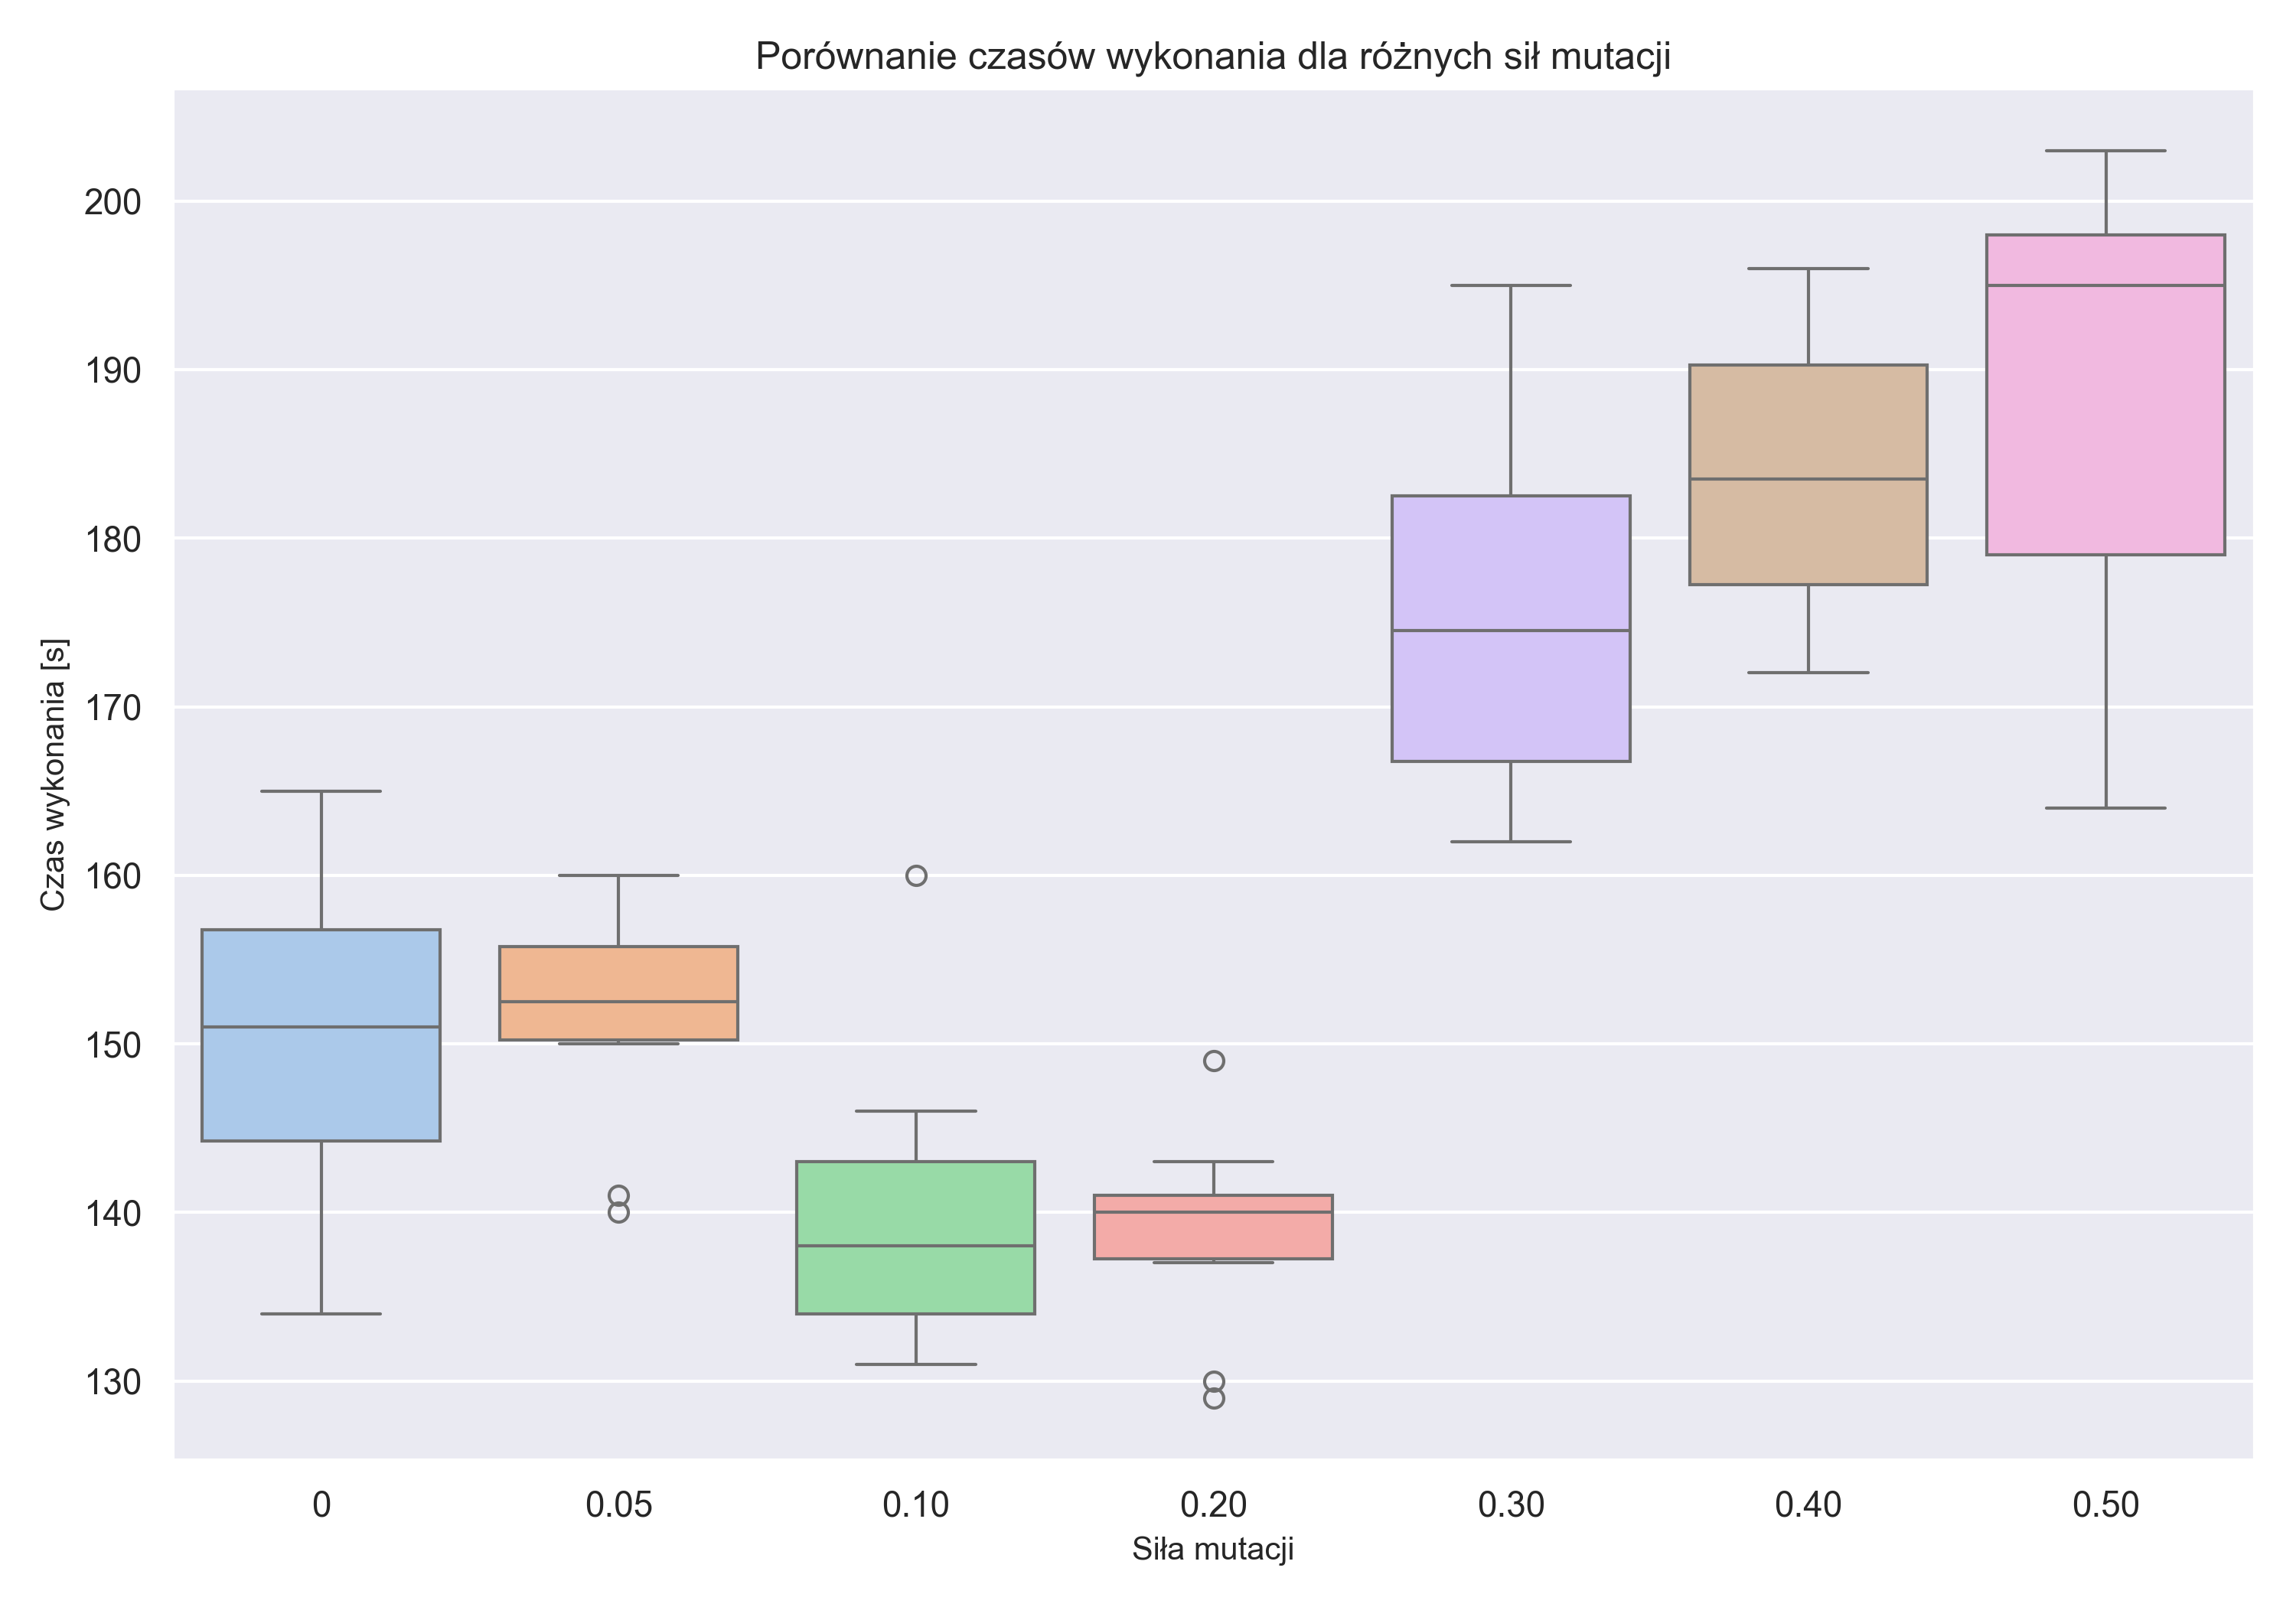 Porównanie czasów wykonania dla różnych sił mutacji
Czas wykonania [s]
200
190
180
170
160
150
140
130
0 0.05 0.10 0.20 0.30 0.40 0.50
Siła mutacji